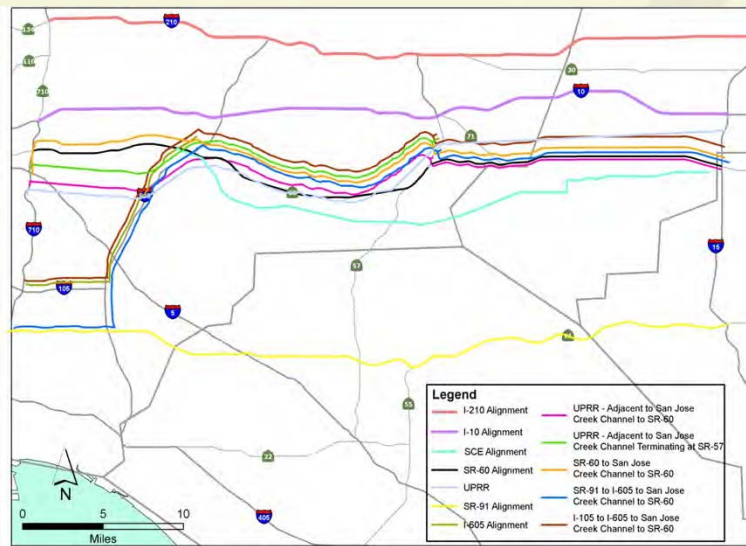 210
134
110
710
30
10
71
60
710
15
57
105
5
91
55
22
405
N
0 5 10
Miles
Legend
I-210 Alignment
I-10 Alignment
SCE Alignment
SR-60 Alignment
UPRR
SR-91 Alignment
I-605 Alignment
UPRR - Adjacent to San Jose
Creek Channel to SR-60
UPRR - Adjacent to San Jose
Creek Channel Terminating at SR-57
SR-60 to San Jose
Creek Channel to SR-60
SR-91 to I-605 to San Jose
Creek Channel to SR-60
I-105 to I-605 to San Jose
Creek Channel to SR-60